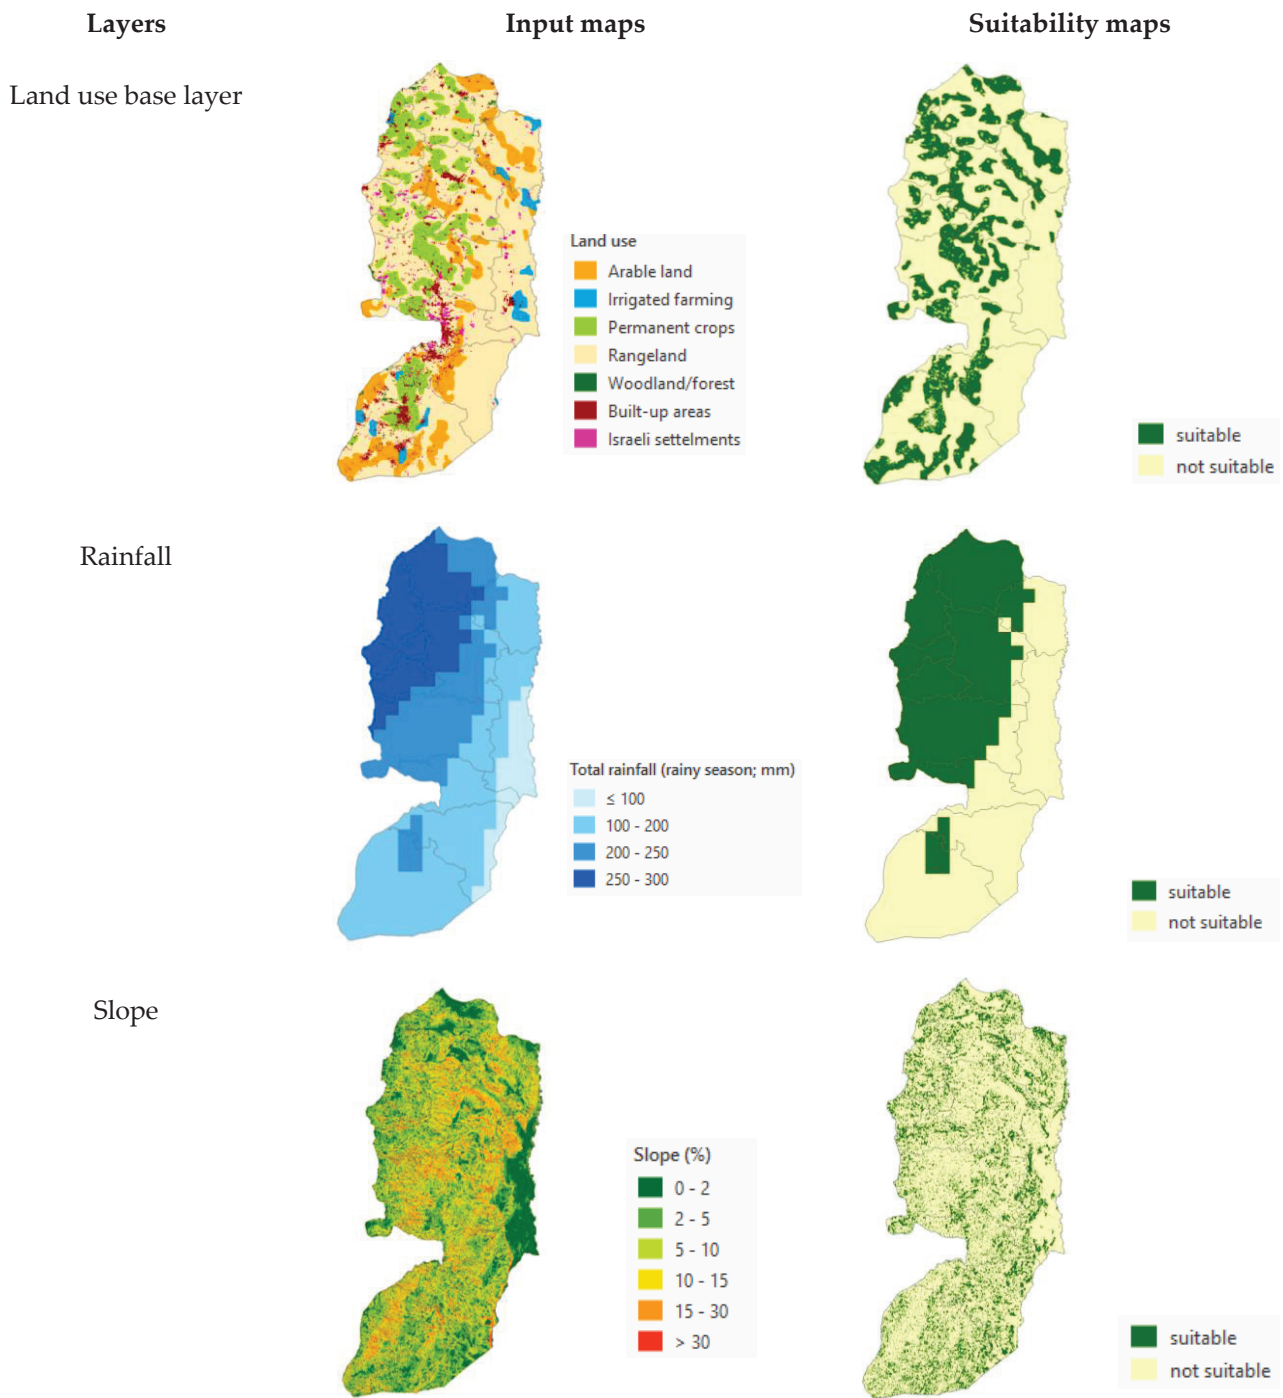 Layers
Input maps
Suitability maps
Land use base layer
Land use
Arable land
Irrigated farming
Permanent crops
Rangeland
Woodland/forest
Built-up areas
Israeli settelments
suitable
not suitable
Rainfall
Total rainfall (rainy season; mm)
≤ 100
100 - 200
200 - 250
250 - 300
suitable
not suitable
Slope
Slope (%)
0 - 2
2 - 5
5 - 10
10 - 15
15 - 30
> 30
suitable
not suitable